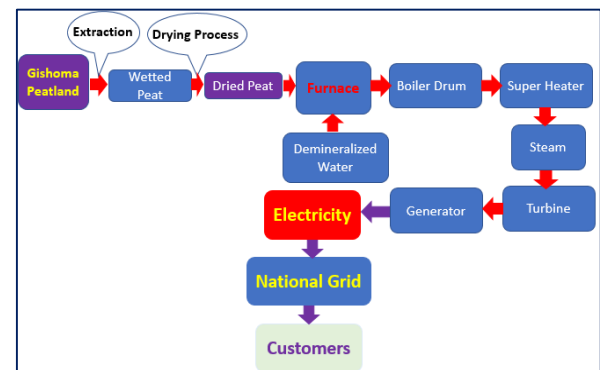 Extraction
Drying Process
Gishoma
Peatland
Wetted
Peat
Dried Peat
Furnace
Boiler Drum
Super Heater
Demineralized
Water
Steam
Electricity
Generator
Turbine
National Grid
Customers